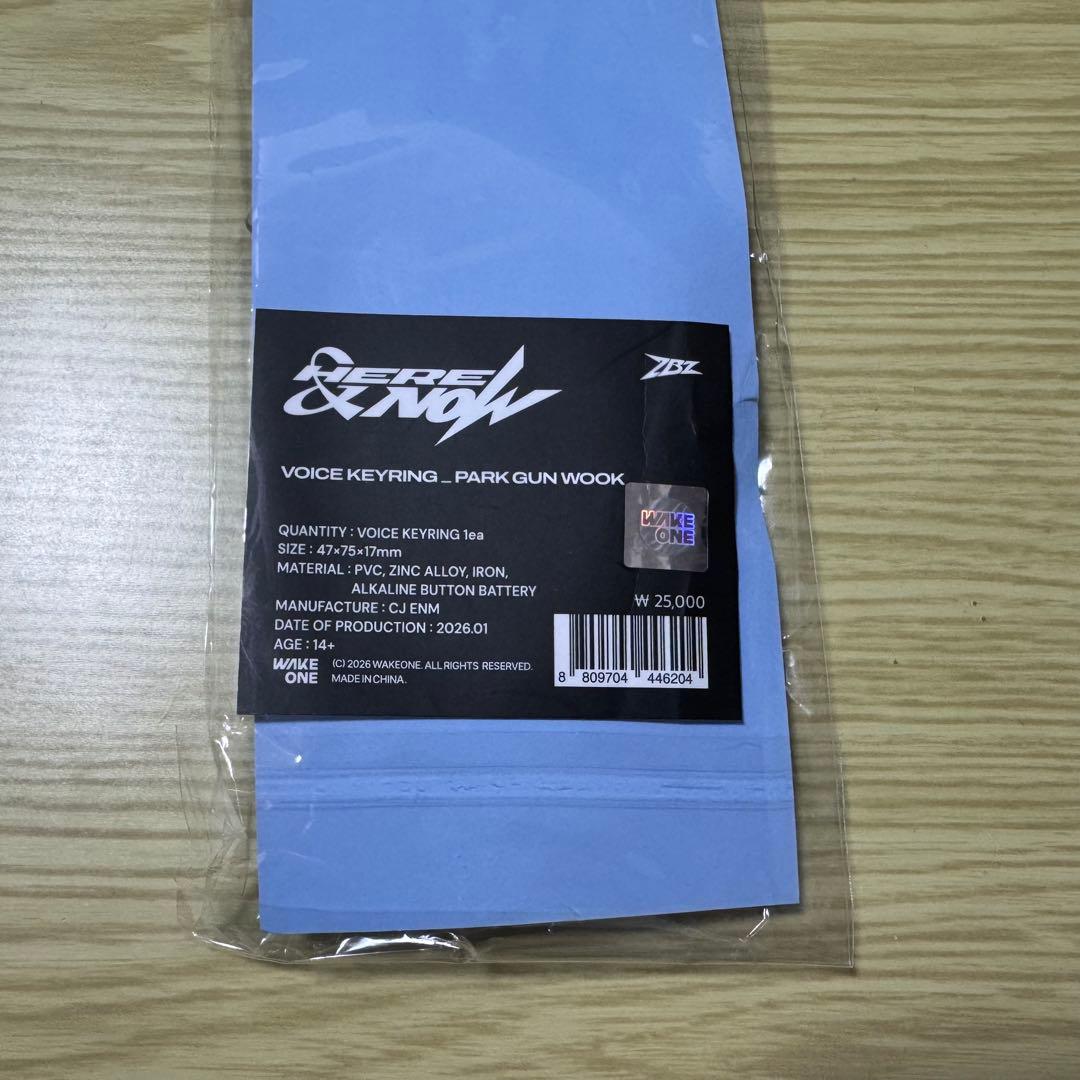 HERE
& NOW
ZB1
VOICE KEYRING _ PARK GUN WOOK
WAKE
ONE
QUANTITY : VOICE KEYRING 1ea
SIZE : 47×75×17mm
MATERIAL : PVC, ZINC ALLOY, IRON,
ALKALINE BUTTON BATTERY
MANUFACTURE : CJ ENM
DATE OF PRODUCTION : 2026.01
AGE : 14+
₩ 25,000
8 809704 446204
WAKE
ONE
(C) 2026 WAKEONE. ALL RIGHTS RESERVED.
MADE IN CHINA.